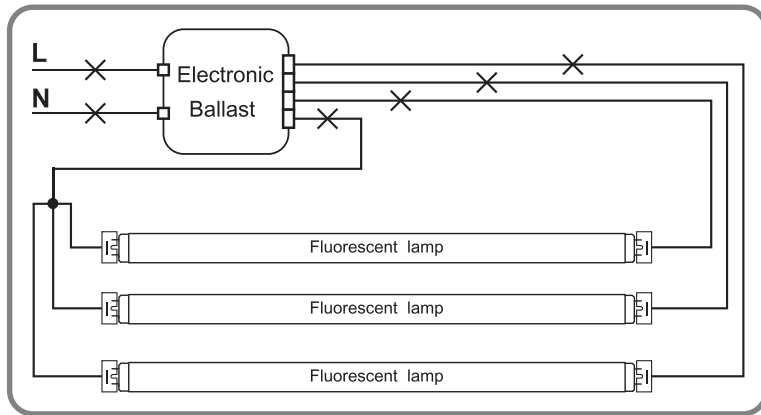 L
N
Electronic
Ballast
Fluorescent lamp
Fluorescent lamp
Fluorescent lamp